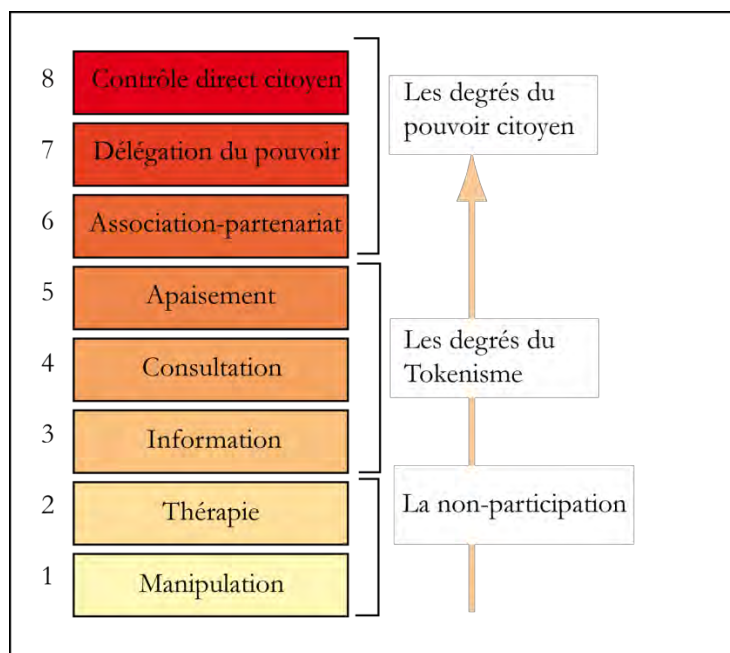 8 Contrôle direct citoyen
7 Délégation du pouvoir
6 Association-partenariat
5 Apaisement
4 Consultation
3 Information
2 Thérapie
1 Manipulation
Les degrés du
pouvoir citoyen
Les degrés du
Tokenisme
La non-participation